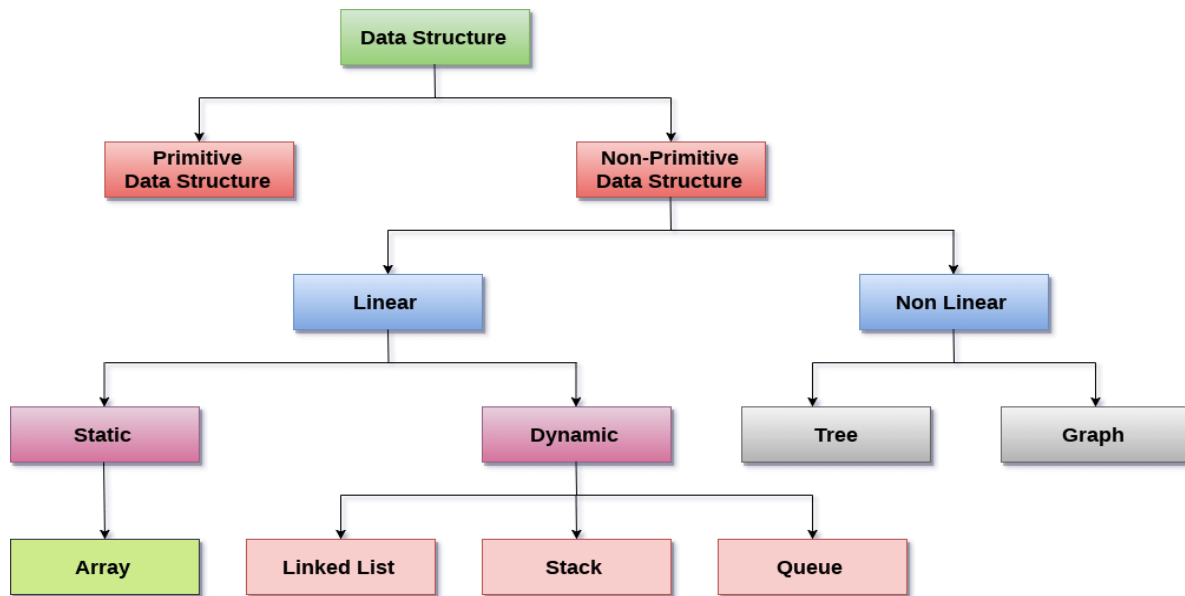 Data Structure
Primitive
Data Structure
Non-Primitive
Data Structure
Linear
Non Linear
Static
Dynamic
Tree
Graph
Array
Linked List
Stack
Queue